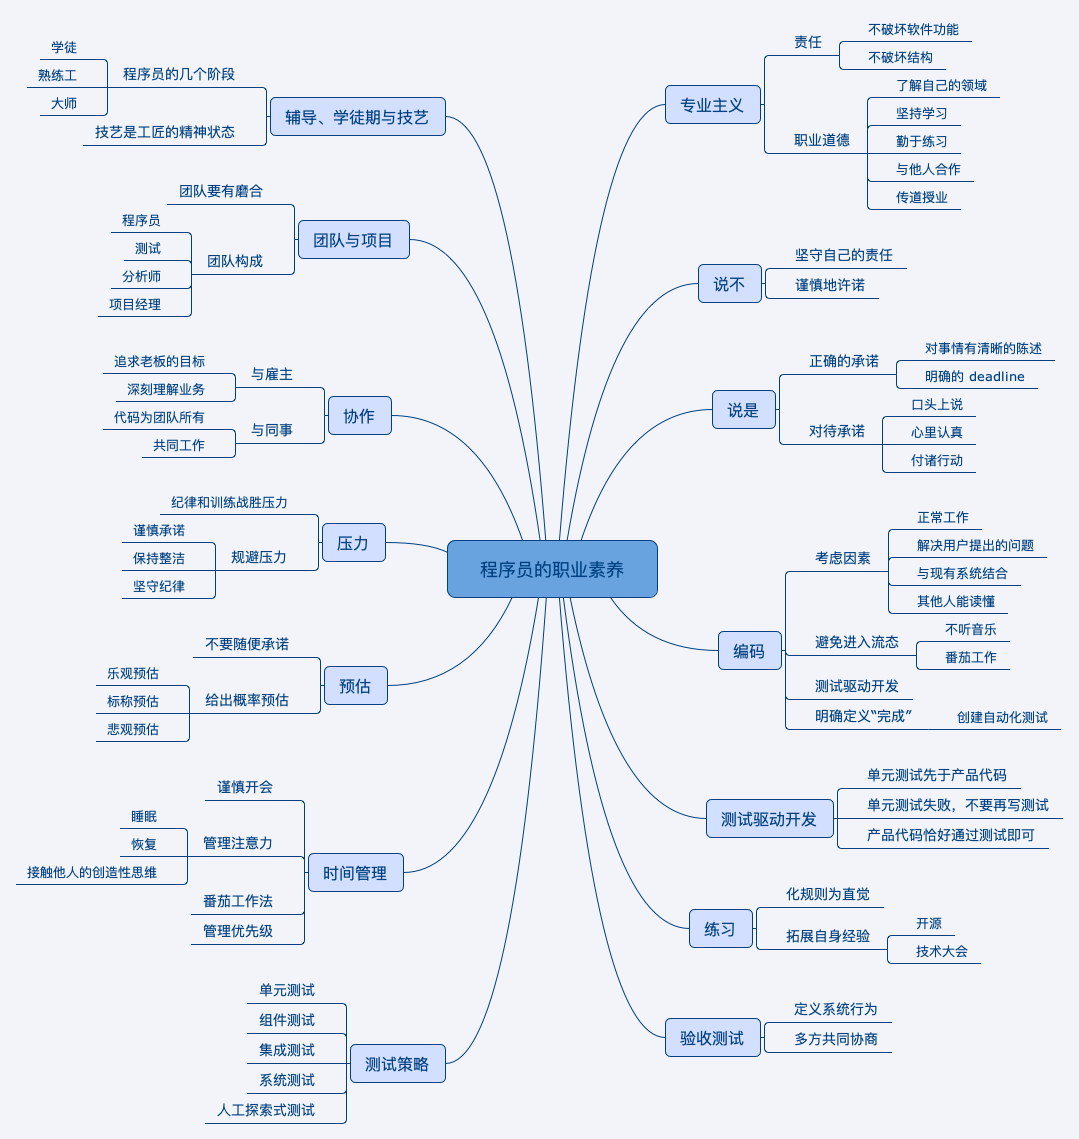 程序员的职业素养
专业主义
责任
不破坏软件功能
不破坏结构
职业道德
了解自己的领域
坚持学习
勤于练习
与他人合作
传道授业
说不
坚守自己的责任
谨慎地许诺
说是
正确的承诺
对事情有清晰的陈述
明确的 deadline
对待承诺
口头上说
心里认真
付诸行动
编码
考虑因素
正常工作
解决用户提出的问题
与现有系统结合
其他人能读懂
避免进入流态
不听音乐
番茄工作
测试驱动开发
明确定义“完成”
创建自动化测试
测试驱动开发
单元测试先于产品代码
单元测试失败，不要再写测试
产品代码恰好通过测试即可
练习
化规则为直觉
拓展自身经验
开源
技术大会
验收测试
定义系统行为
多方共同协商
辅导、学徒期与技艺
程序员的几个阶段
学徒
熟练工
大师
技艺是工匠的精神状态
团队与项目
团队要有磨合
团队构成
程序员
测试
分析师
项目经理
协作
与雇主
追求老板的目标
深刻理解业务
与同事
代码为团队所有
共同工作
压力
纪律和训练战胜压力
规避压力
谨慎承诺
保持整洁
坚守纪律
预估
不要随便承诺
给出概率预估
乐观预估
标称预估
悲观预估
时间管理
谨慎开会
管理注意力
睡眠
恢复
接触他人的创造性思维
番茄工作法
管理优先级
测试策略
单元测试
组件测试
集成测试
系统测试
人工探索式测试